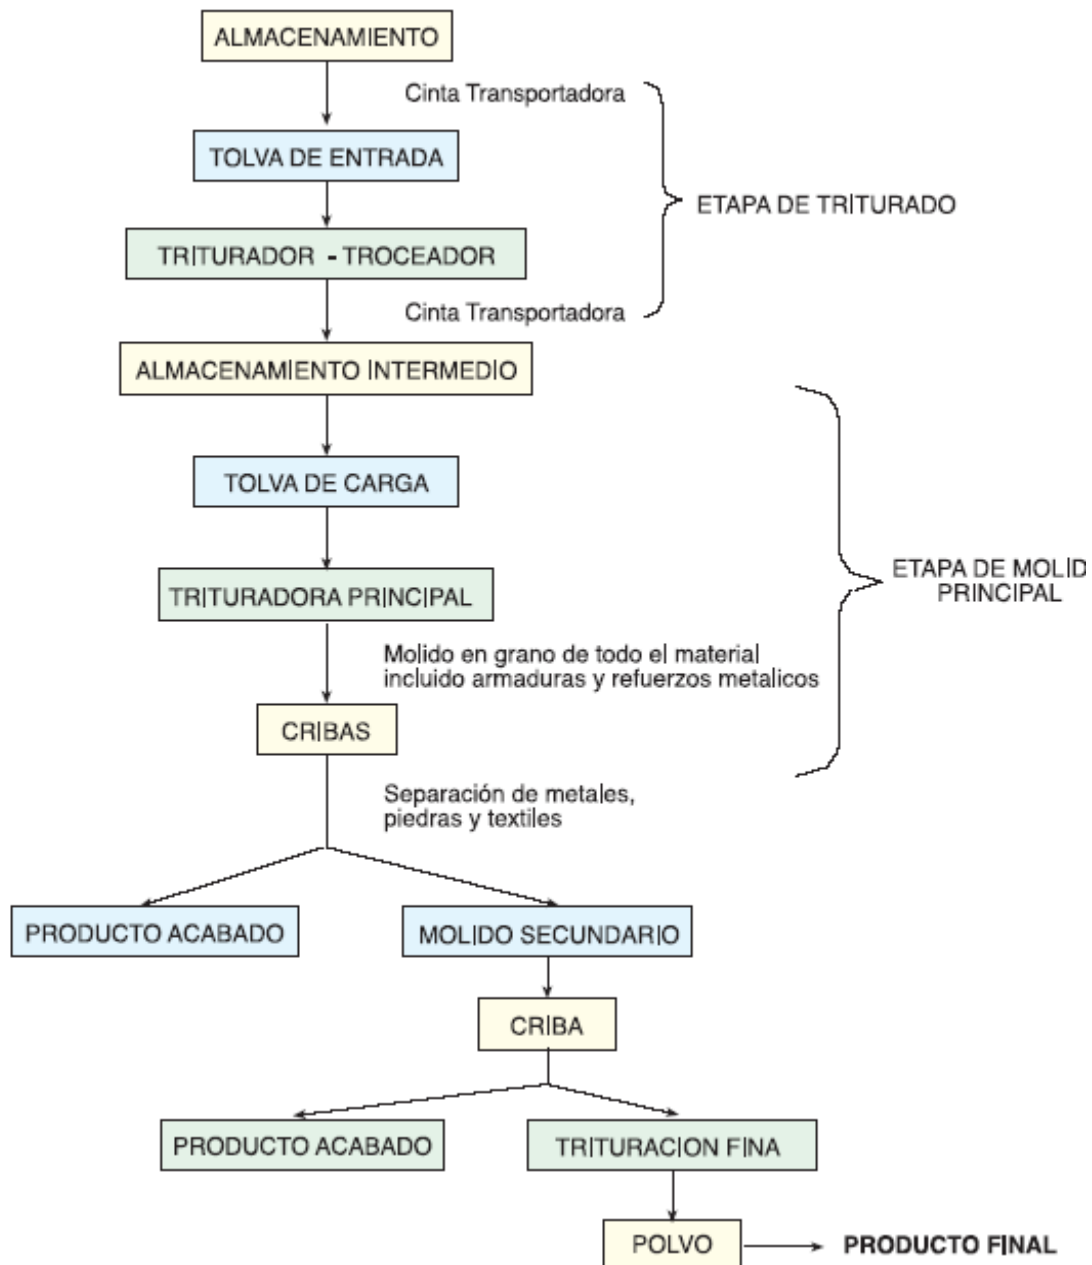 ALMACENAMIENTO
Cinta Transportadora
TOLVA DE ENTRADA
ETAPA DE TRITURADO
TRITURADOR - TROCEADOR
Cinta Transportadora
ALMACENAMIENTO INTERMEDIO
TOLVA DE CARGA
ETAPA DE MOLID
PRINCIPAL
TRITURADORA PRINCIPAL
Molido en grano de todo el material
incluido armaduras y refuerzos metalicos
CRIBAS
Separación de metales,
piedras y textiles
PRODUCTO ACABADO
MOLIDO SECUNDARIO
CRIBA
PRODUCTO ACABADO
TRITURACION FINA
POLVO
PRODUCTO FINAL